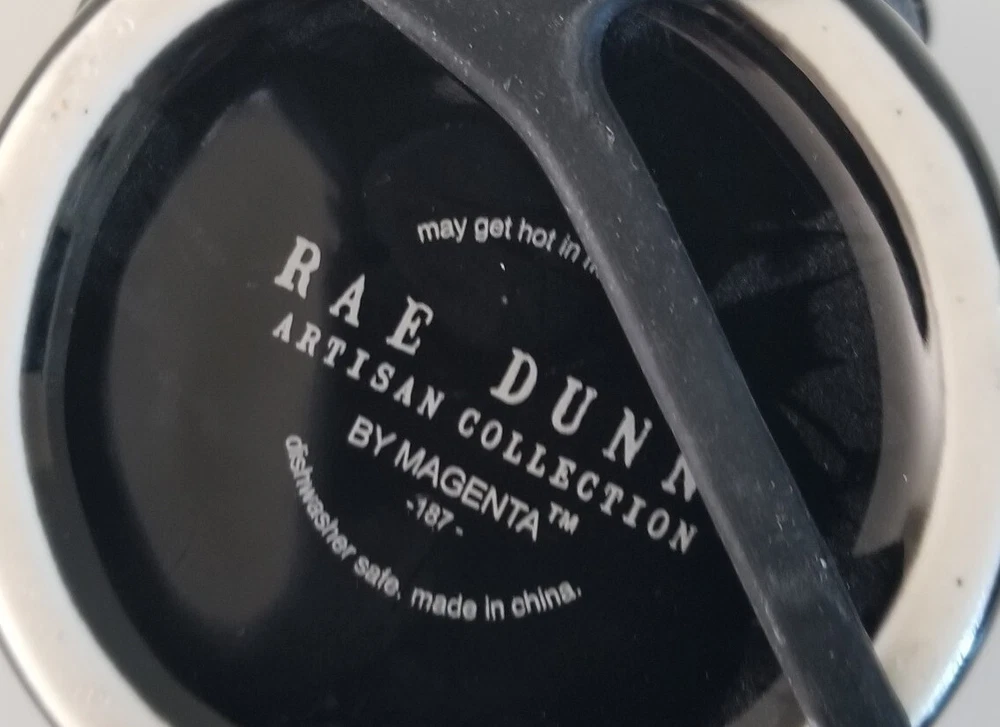 may get hot in
RAE DUNN
ARTISAN COLLECTION
BY MAGENTA™
-187-
dishwasher safe. made in china.